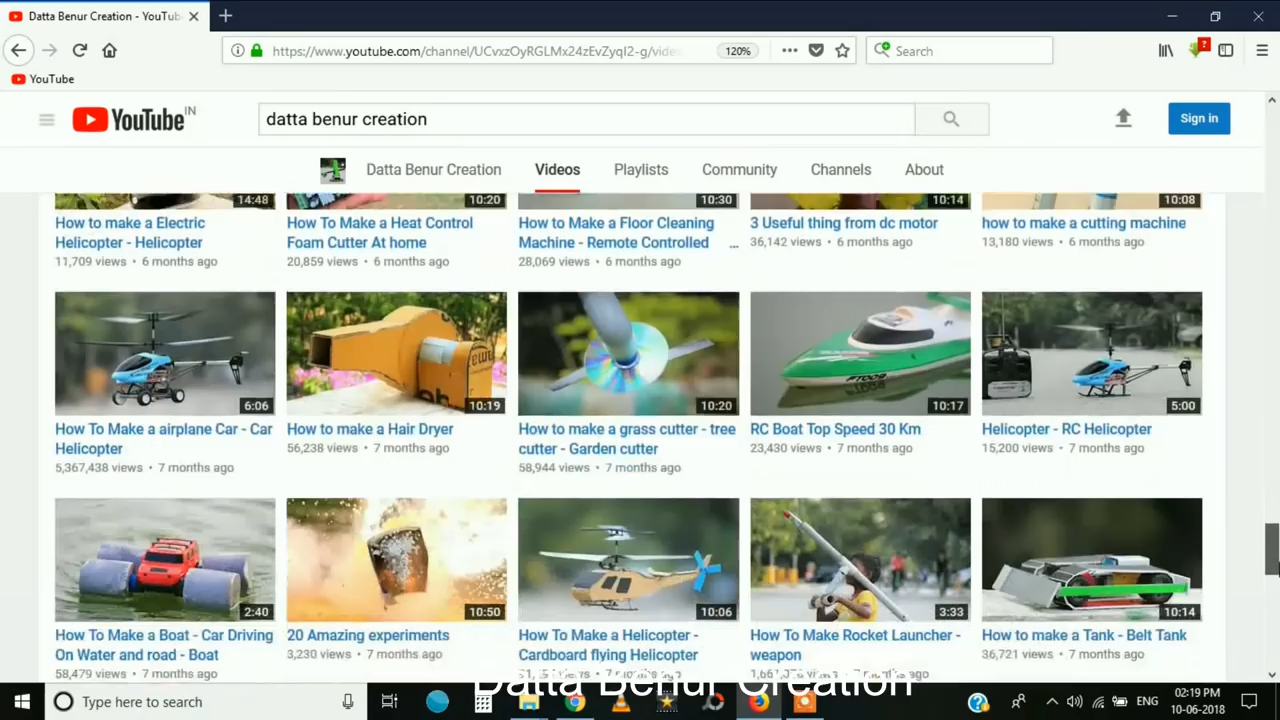 Datta Benur Creation - YouTub
https://www.youtube.com/channel/UCvxzOyRGLMx24zEvZyqI2-g/vide
120%
Search
YouTube
YouTube IN
datta benur creation
Sign in
Datta Benur Creation
Videos
Playlists
Community
Channels
About
14:48
10:20
10:30
10:14
10:08
How to make a Electric
Helicopter - Helicopter
11,709 views • 6 months ago
How To Make a Heat Control
Foam Cutter At home
20,859 views • 6 months ago
How to Make a Floor Cleaning
Machine - Remote Controlled ...
28,069 views • 6 months ago
3 Useful thing from dc motor
36,142 views • 6 months ago
how to make a cutting machine
13,180 views • 6 months ago
6:06
10:19
10:20
FT009
10:17
5:00
How To Make a airplane Car - Car
Helicopter
5,367,438 views • 7 months ago
How to make a Hair Dryer
56,238 views • 7 months ago
How to make a grass cutter - tree
cutter - Garden cutter
58,944 views • 7 months ago
RC Boat Top Speed 30 Km
23,430 views • 7 months ago
Helicopter - RC Helicopter
15,200 views • 7 months ago
2:40
10:50
10:06
3:33
10:14
How To Make a Boat - Car Driving
On Water and road - Boat
58,479 views • 7 months ago
20 Amazing experiments
3,230 views • 7 months ago
How To Make a Helicopter -
Cardboard flying Helicopter
views • 7 months ago
How To Make Rocket Launcher -
weapon
views • 7 months ago
How to make a Tank - Belt Tank
36,721 views • 7 months ago
Datta Benur Creation
Type here to search
ENG
02:19 PM
10-06-2018